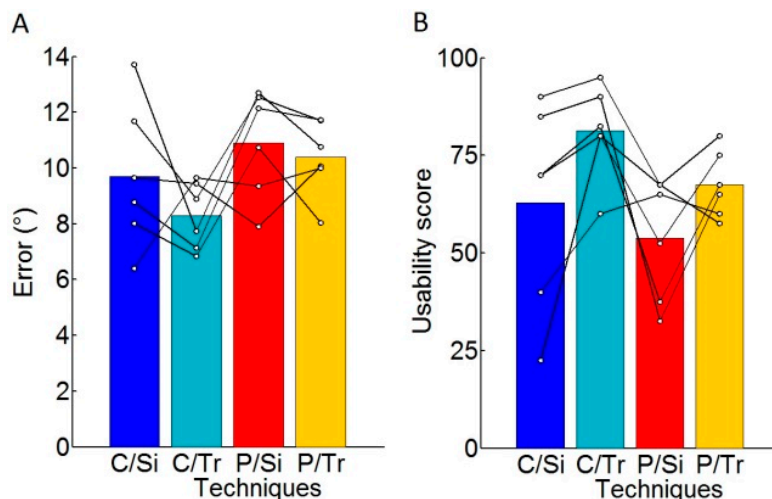 A
Error (°)
14
12
10
8
6
4
2
0
C/Si C/Tr P/Si P/Tr
Techniques
B
Usability score
100
75
50
25
0
C/Si C/Tr P/Si P/Tr
Techniques